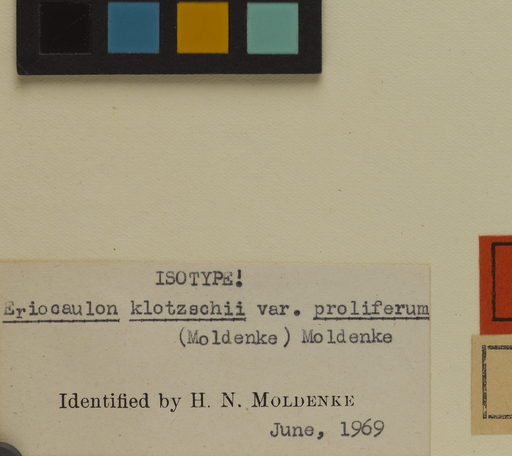 ISOTYPE!
Eriocaulon klotzschii var. proliferum
(Moldenke) Moldenke
Identified by H. N. MOLDENKE
June, 1969